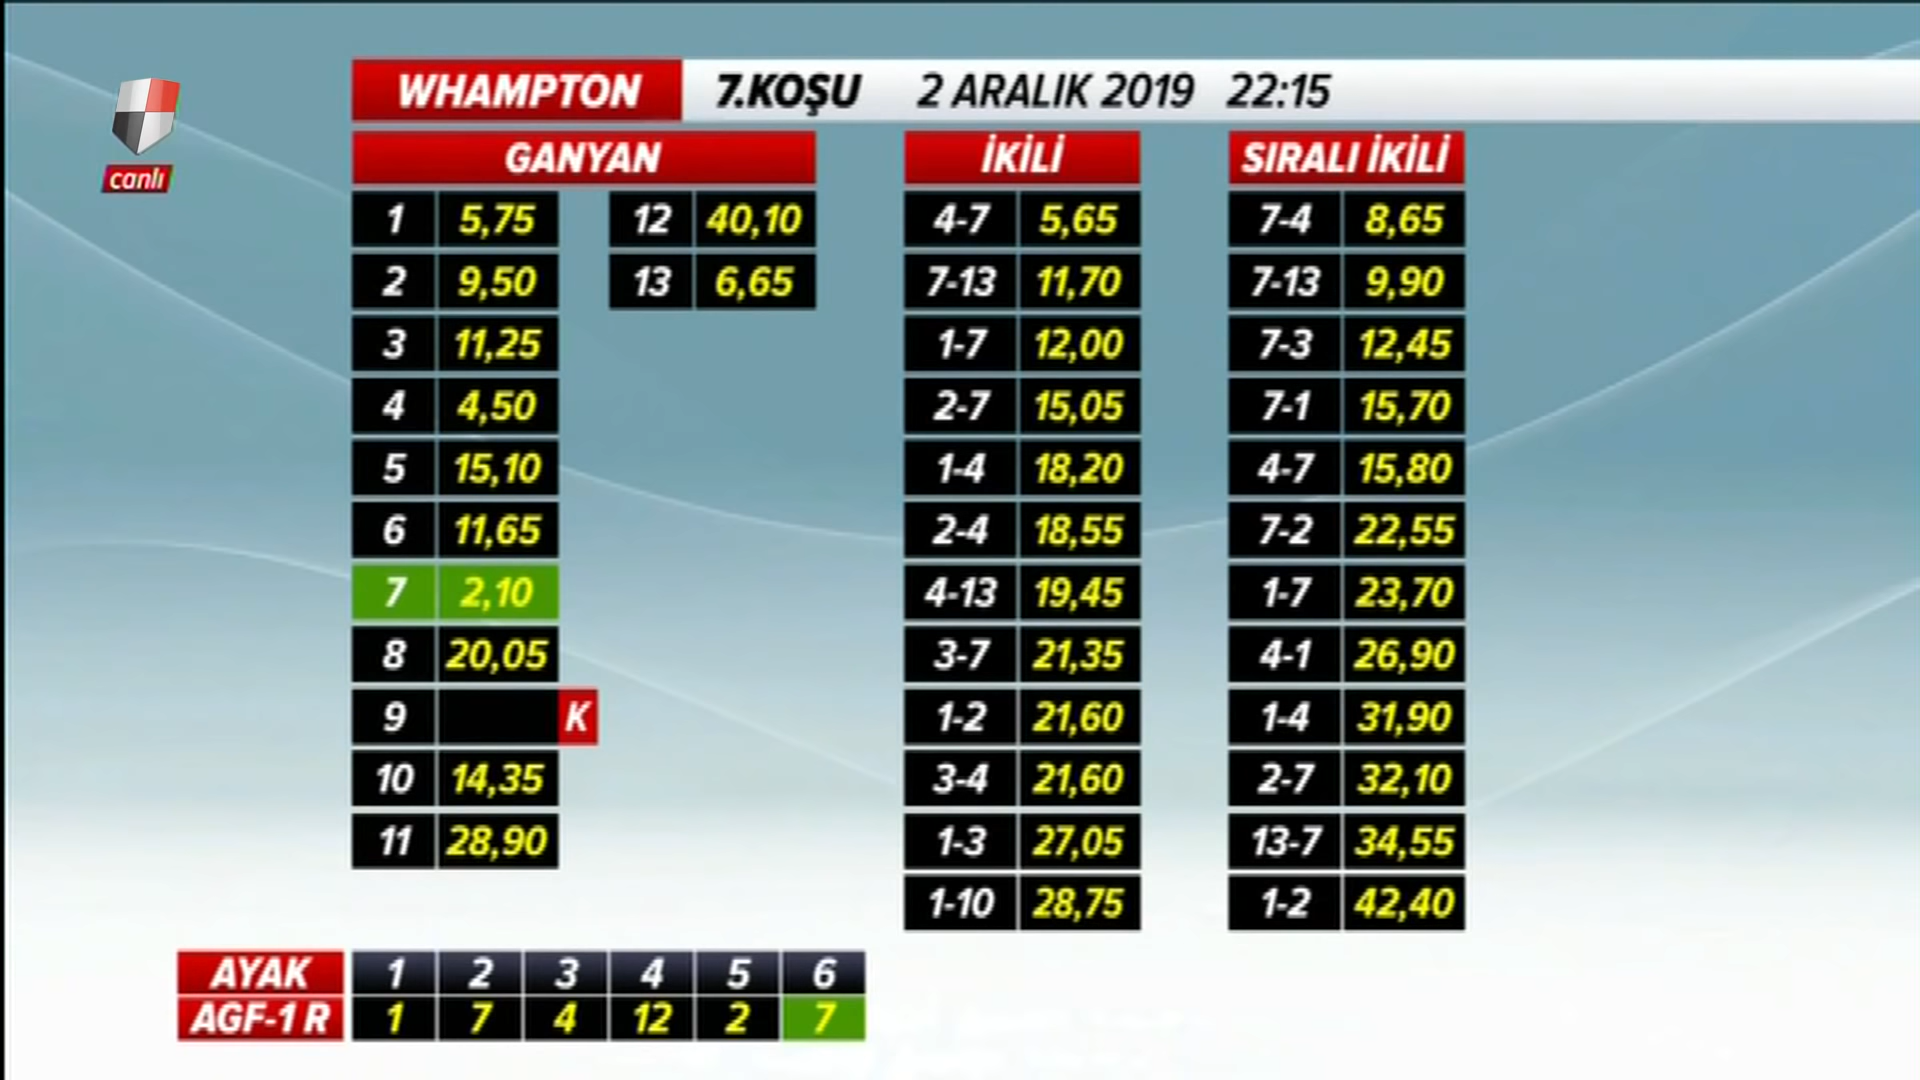 WHAMPTON 7.KOŞU 2 ARALIK 2019 22:15
canlı
GANYAN İKİLİ SIRALI İKİLİ
1 5,75 12 40,10 4-7 5,65 7-4 8,65
2 9,50 13 6,65 7-13 11,70 7-13 9,90
3 11,25 1-7 12,00 7-3 12,45
4 4,50 2-7 15,05 7-1 15,70
5 15,10 1-4 18,20 4-7 15,80
6 11,65 2-4 18,55 7-2 22,55
7 2,10 4-13 19,45 1-7 23,70
8 20,05 3-7 21,35 4-1 26,90
9 K 1-2 21,60 1-4 31,90
10 14,35 3-4 21,60 2-7 32,10
11 28,90 1-3 27,05 13-7 34,55
1-10 28,75 1-2 42,40
AYAK 1 2 3 4 5 6
AGF-1 R 1 7 4 12 2 7